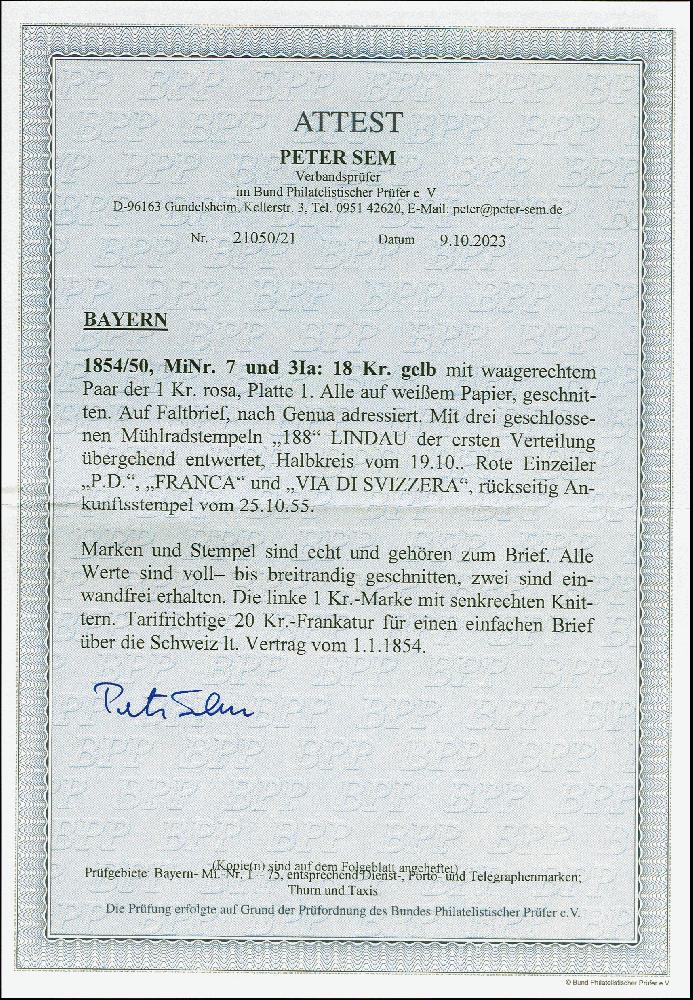 ATTEST
PETER SEM
Verbandsprüfer
im Bund Philatelistischer Prüfer e. V
D-96163 Gundelsheim, Kellerstr. 3, Tel. 0951 42620, E-Mail: peter@peter-sem.de
Nr. 21050/21 Datum 9.10.2023
BAYERN
1854/50, MiNr. 7 und 3Ia: 18 Kr. gelb mit waagerechtem
Paar der 1 Kr. rosa, Platte 1. Alle auf weißem Papier, geschnit-
ten. Auf Faltbrief, nach Genua adressiert. Mit drei geschlosse-
nen Mühlradstempeln „188“ LINDAU der ersten Verteilung
übergehend entwertet, Halbkreis vom 19.10.. Rote Einzeiler
„P.D.“, „FRANCA“ und „VIA DI SVIZZERA“, rückseitig An-
kunftsstempel vom 25.10.55.
Marken und Stempel sind echt und gehören zum Brief. Alle
Werte sind voll– bis breitrandig geschnitten, zwei sind ein-
wandfrei erhalten. Die linke 1 Kr.-Marke mit senkrechten Knit-
tern. Tarifrichtige 20 Kr.-Frankatur für einen einfachen Brief
über die Schweiz lt. Vertrag vom 1.1.1854.
Peter Sem
(Kopie(n) sind auf dem Folgeblatt angeheftet)
Prüfgebiete: Bayern- Mi.-Nr. 1 – 75, entsprechend Dienst-, Porto- und Telegraphenmarken;
Thurn und Taxis
Die Prüfung erfolgte auf Grund der Prüfordnung des Bundes Philatelistischer Prüfer e.V.
© Bund Philatelistischer Prüfer e.V.